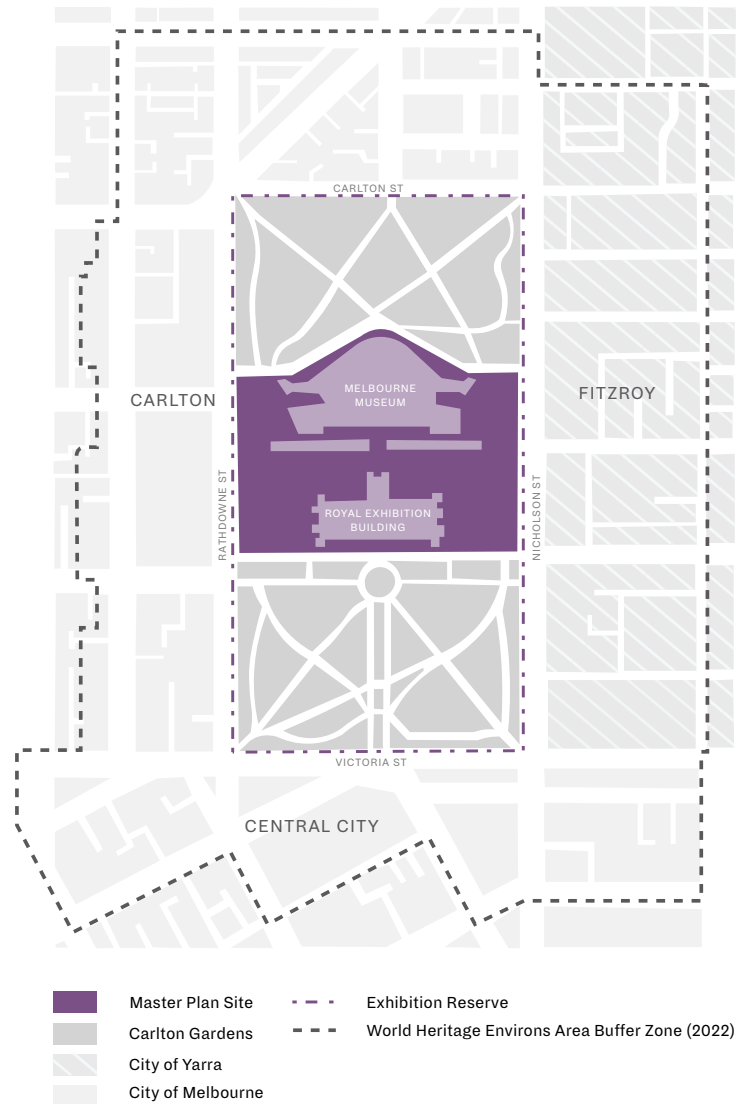 CARLTON ST
MELBOURNE
MUSEUM
CARLTON
FITZROY
RATHDOWNE ST
NICHOLSON ST
ROYAL EXHIBITION
BUILDING
VICTORIA ST
CENTRAL CITY
Master Plan Site
Carlton Gardens
City of Yarra
City of Melbourne
Exhibition Reserve
World Heritage Environs Area Buffer Zone (2022)